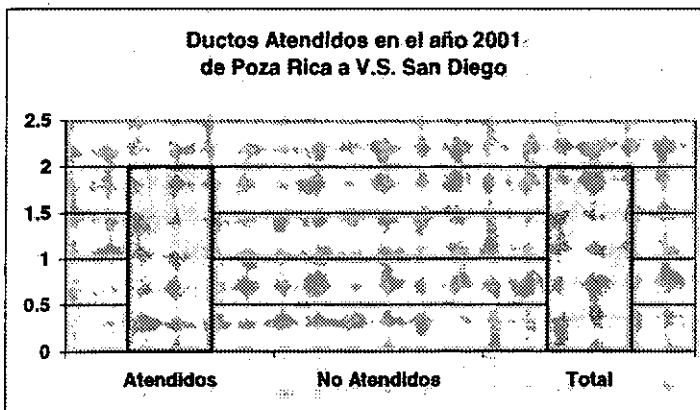 Ductos Atendidos en el año 2001
de Poza Rica a V.S. San Diego
2.5
2
1.5
1
0.5
0
Atendidos No Atendidos Total